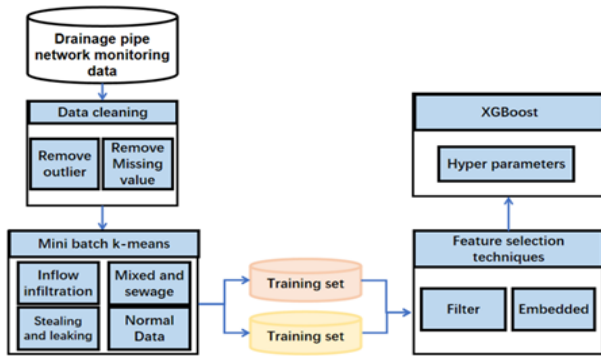 Drainage pipe
network monitoring
data
Data cleaning
Remove
outlier
Remove
Missing
value
Mini batch k-means
Inflow
infiltration
Mixed and
sewage
Stealing
and leaking
Normal
Data
Training set
Training set
Feature selection
techniques
Filter
Embedded
XGBoost
Hyper parameters